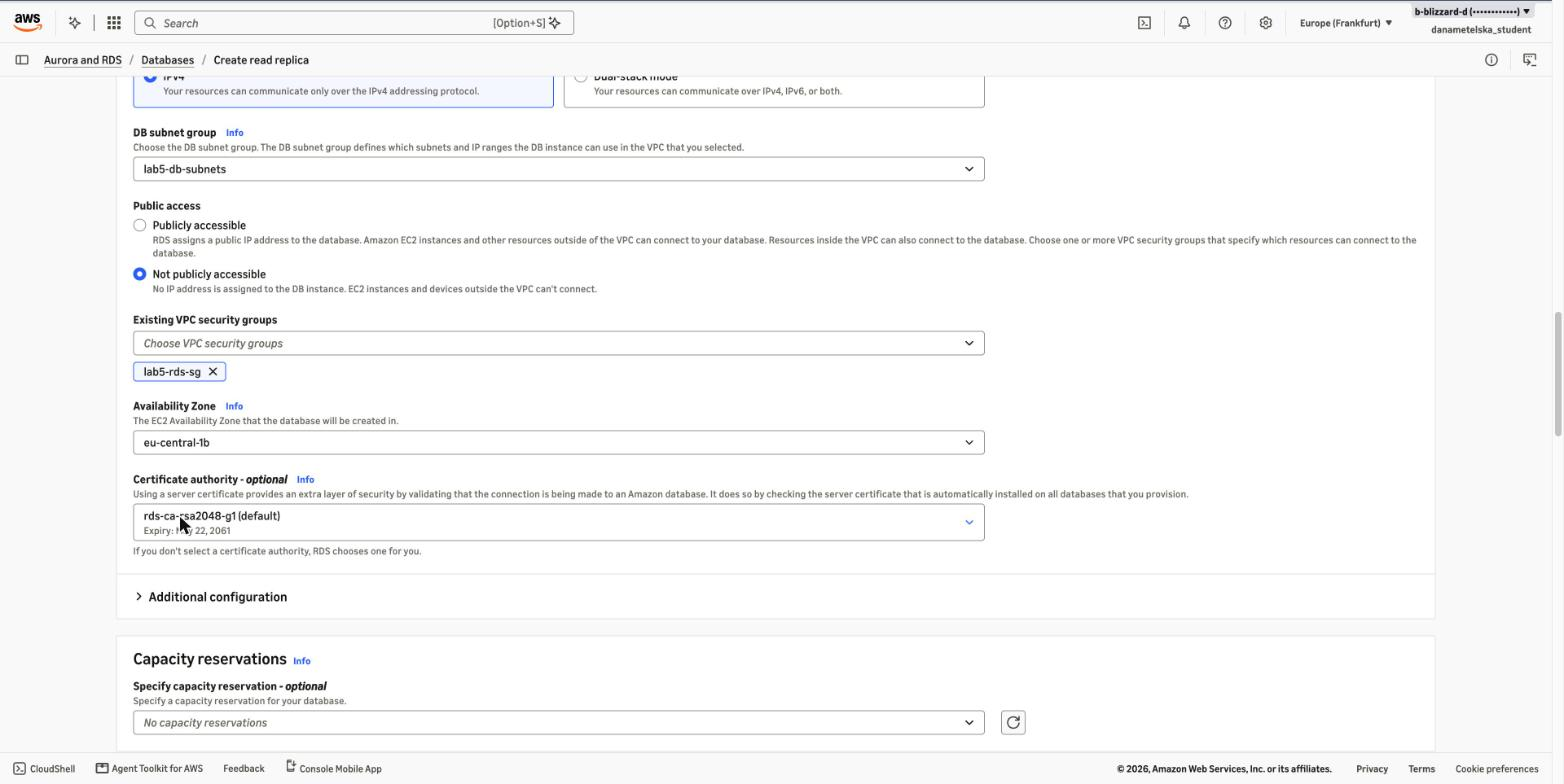 aws
Search
[Option+S]
Europe (Frankfurt)
b-blizzard-d (············)
danametelska_student
Aurora and RDS / Databases / Create read replica
IPv4
Your resources can communicate only over the IPv4 addressing protocol.
Dual-stack mode
Your resources can communicate over IPv4, IPv6, or both.
DB subnet group Info
Choose the DB subnet group. The DB subnet group defines which subnets and IP ranges the DB instance can use in the VPC that you selected.
lab5-db-subnets
Public access
Publicly accessible
RDS assigns a public IP address to the database. Amazon EC2 instances and other resources outside of the VPC can connect to your database. Resources inside the VPC can also connect to the database. Choose one or more VPC security groups that specify which resources can connect to the
database.
Not publicly accessible
No IP address is assigned to the DB instance. EC2 instances and devices outside the VPC can't connect.
Existing VPC security groups
Choose VPC security groups
lab5-rds-sg
Availability Zone Info
The EC2 Availability Zone that the database will be created in.
eu-central-1b
Certificate authority - optional Info
Using a server certificate provides an extra layer of security by validating that the connection is being made to an Amazon database. It does so by checking the server certificate that is automatically installed on all databases that you provision.
rds-ca-rsa2048-g1 (default)
Expiry: 22, 2061
If you don't select a certificate authority, RDS chooses one for you.
Additional configuration
Capacity reservations Info
Specify capacity reservation - optional
Specify a capacity reservation for your database.
No capacity reservations
CloudShell
Agent Toolkit for AWS
Feedback
Console Mobile App
© 2026, Amazon Web Services, Inc. or its affiliates.
Privacy
Terms
Cookie preferences